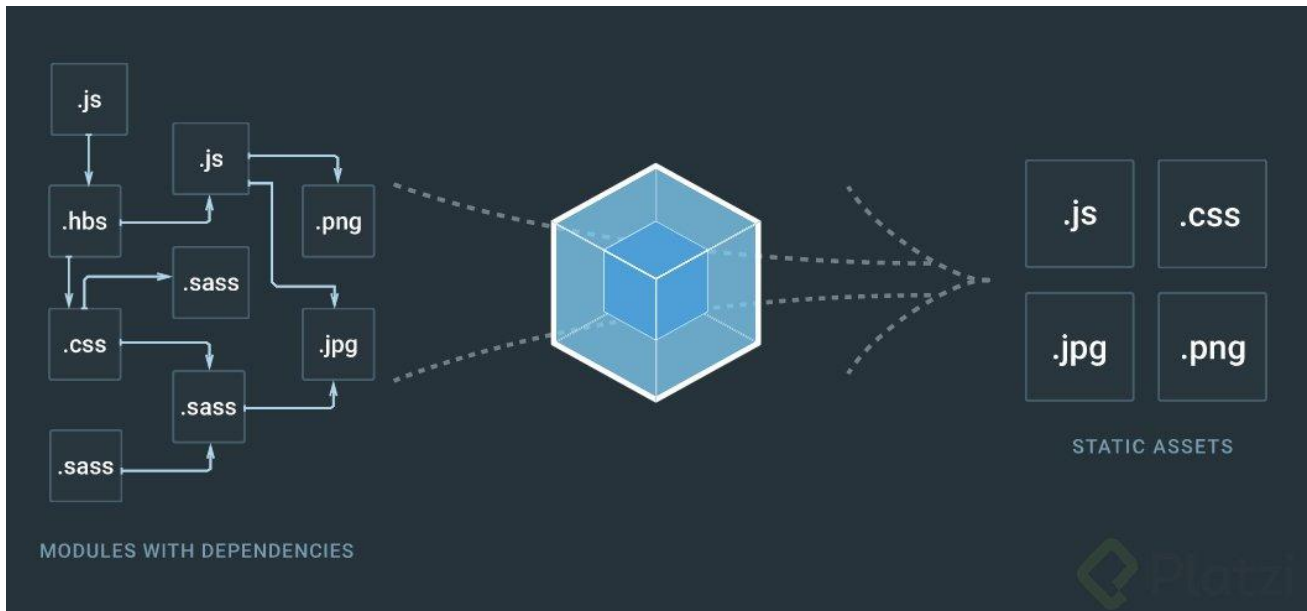 .js
.js
.hbs
.png
.sass
.css
.jpg
.sass
.sass
MODULES WITH DEPENDENCIES
.js
.css
.jpg
.png
STATIC ASSETS
Platzi